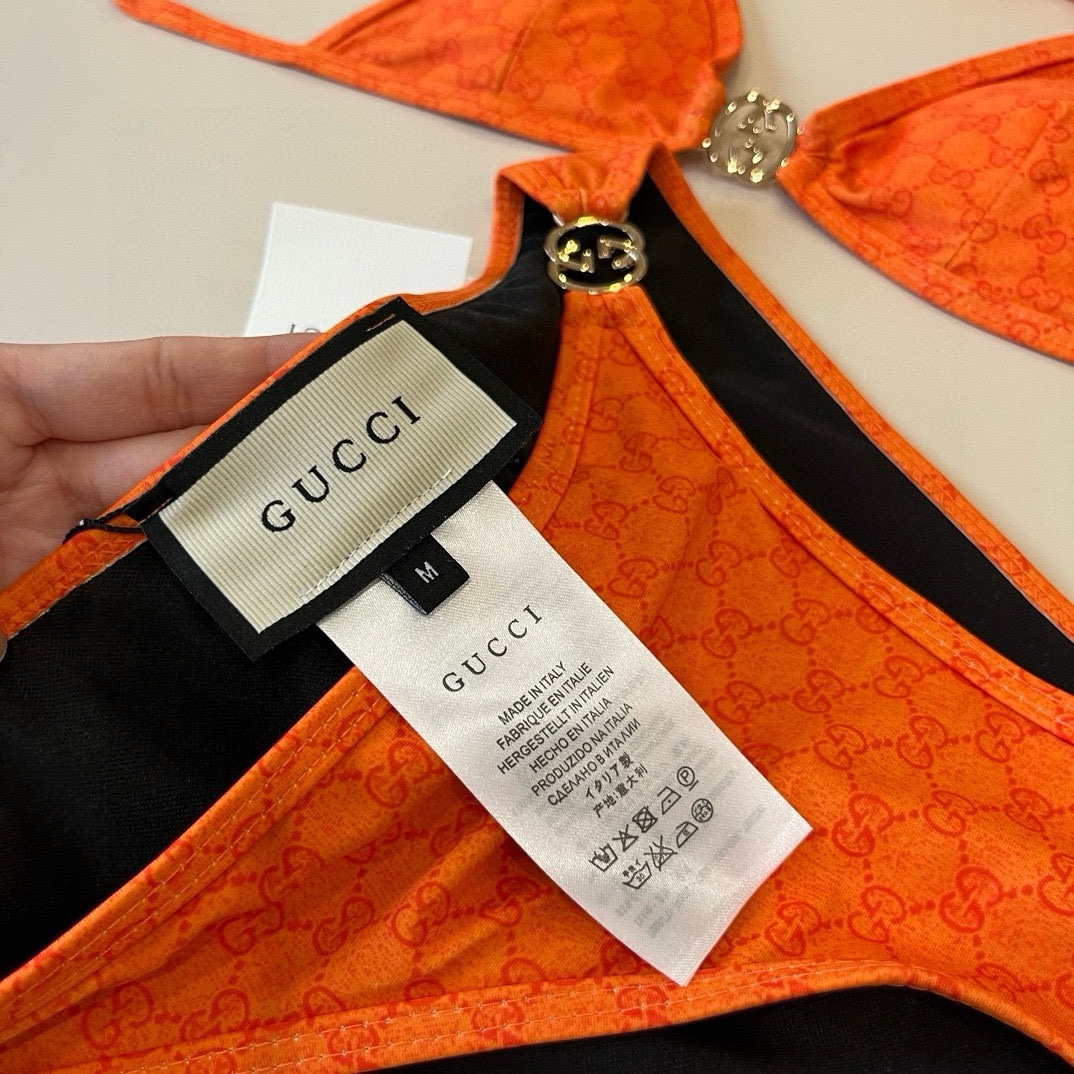 GUCCI
M
GUCCI
MADE IN ITALY
FABRIQUE EN ITALIE
HERGESTELLT IN ITALIEN
HECHO EN ITALIA
PRODUZIDO NA ITALIA
СДЕЛАНО В ИТАЛИИ
イタリア製
产地:意大利